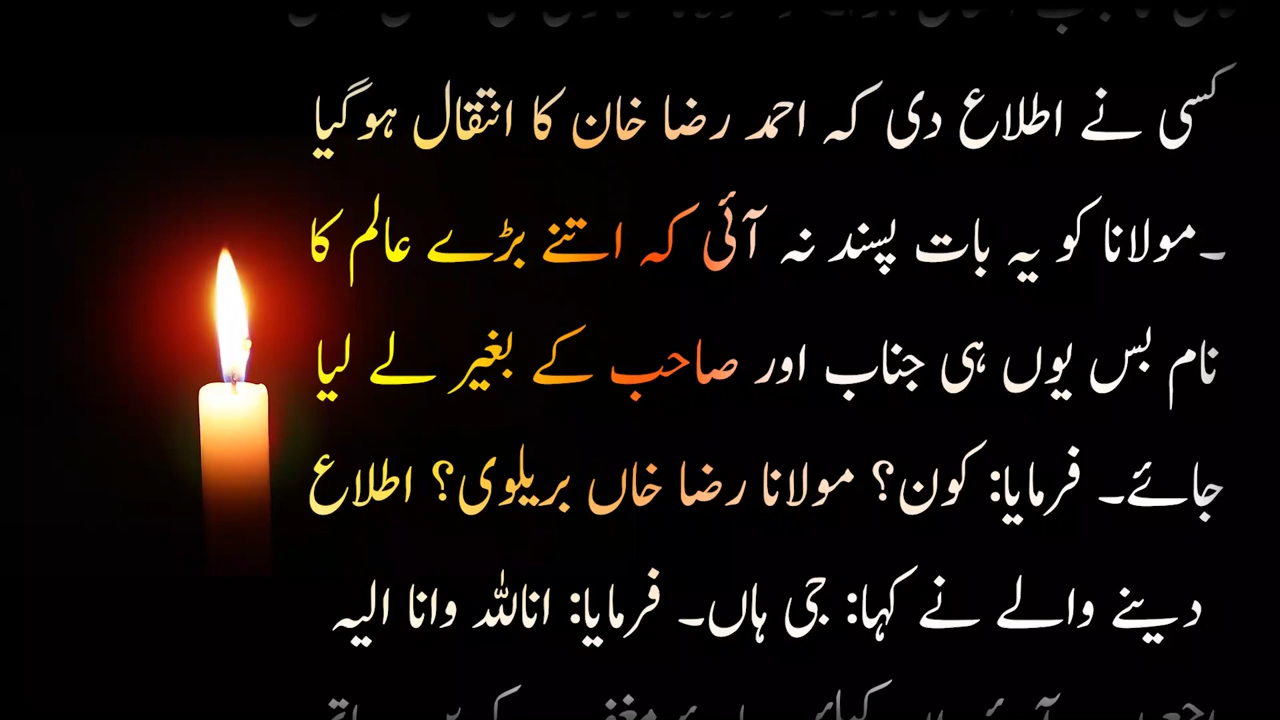 کسی نے اطلاع دی کہ احمد رضا خان کا انتقال ہوگیا
۔مولانا کو یہ بات پسند نہ آئی کہ اتنے بڑے عالم کا
نام بس یوں ہی جناب اور صاحب کے بغیر لے لیا
جائے۔ فرمایا: کون؟ مولانا رضا خاں بریلوی؟ اطلاع
دینے والے نے کہا: جی ہاں۔ فرمایا: اناللہ وانا الیہ